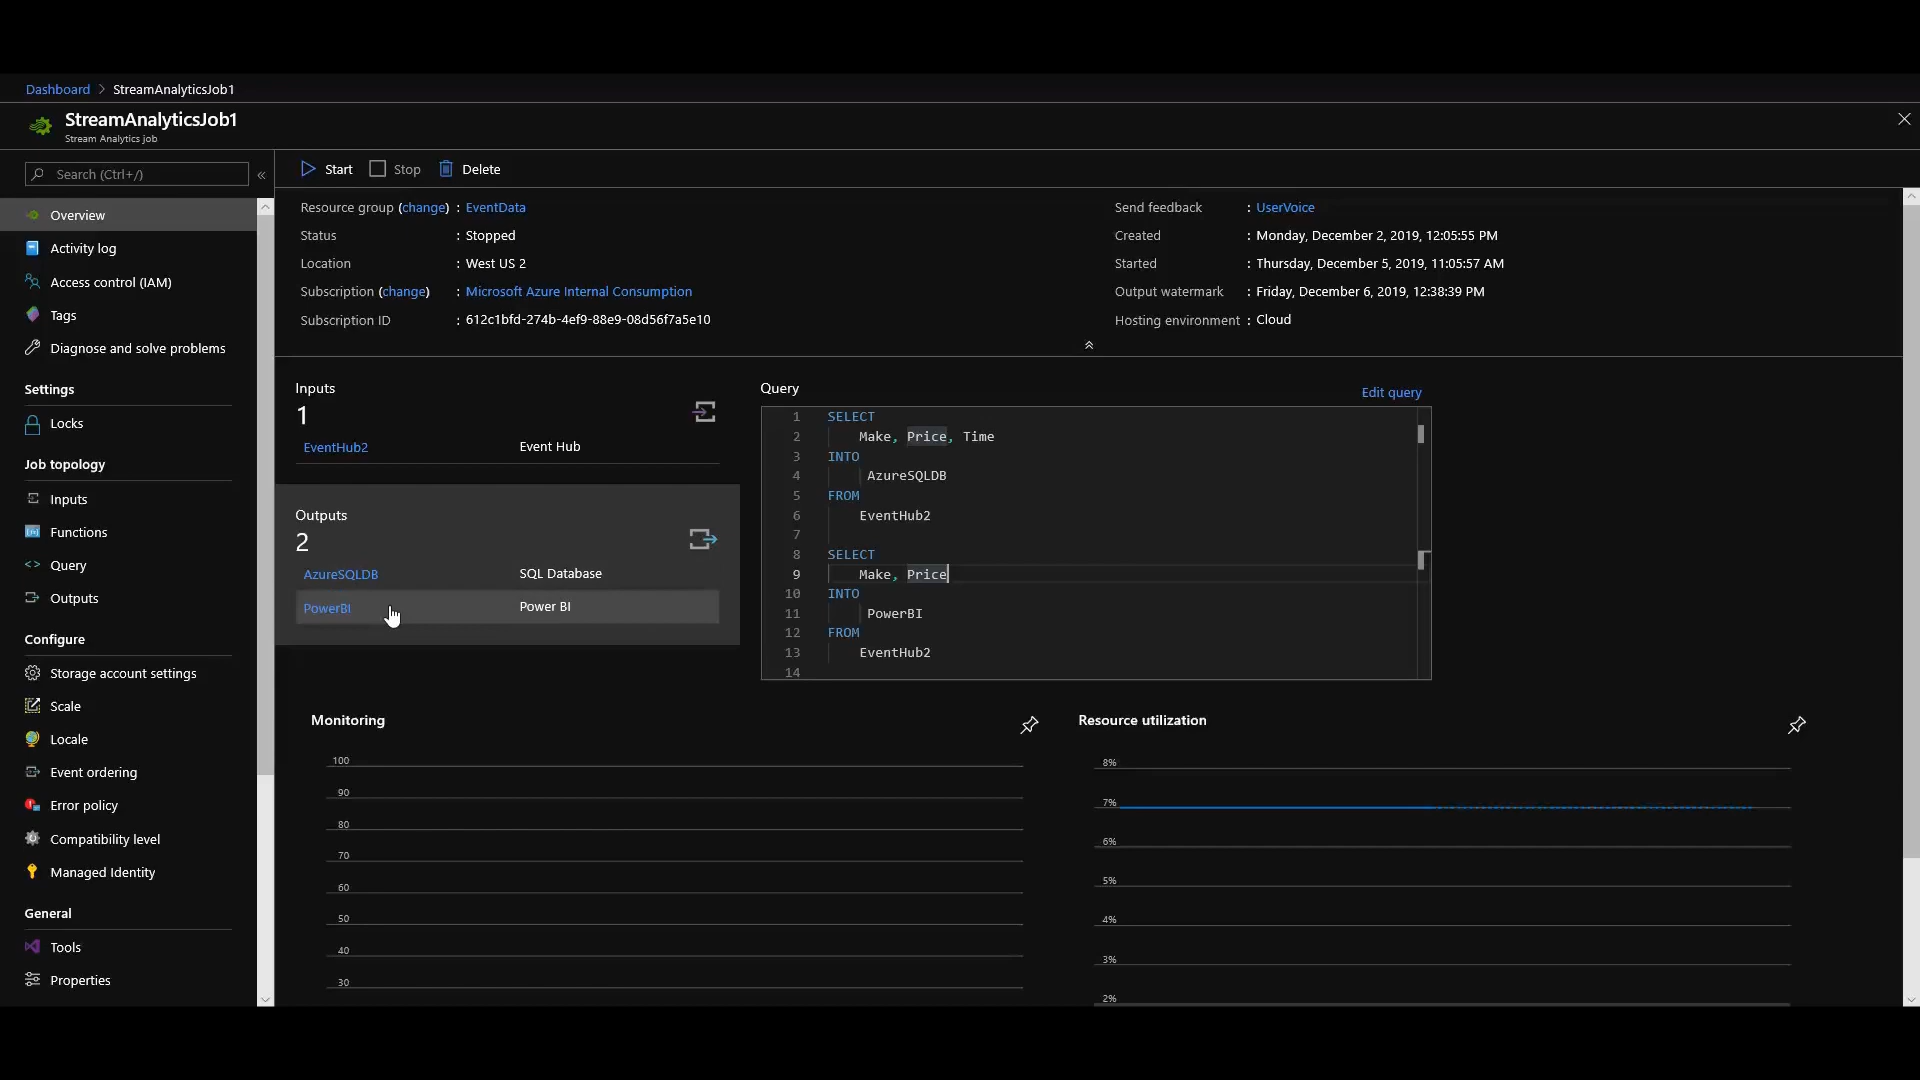 Dashboard > StreamAnalyticsJob1
StreamAnalyticsJob1
Stream Analytics job
Search (Ctrl+/)
«
Overview
Activity log
Access control (IAM)
Tags
Diagnose and solve problems
Settings
Locks
Job topology
Inputs
Functions
Query
Outputs
Configure
Storage account settings
Scale
Locale
Event ordering
Error policy
Compatibility level
Managed Identity
General
Tools
Properties
Start Stop Delete
Resource group (change) : EventData
Status : Stopped
Location : West US 2
Subscription (change) : Microsoft Azure Internal Consumption
Subscription ID : 612c1bfd-274b-4ef9-88e9-08d56f7a5e10
Send feedback : UserVoice
Created : Monday, December 2, 2019, 12:05:55 PM
Started : Thursday, December 5, 2019, 11:05:57 AM
Output watermark : Friday, December 6, 2019, 12:38:39 PM
Hosting environment : Cloud
Inputs
1
EventHub2 Event Hub
Outputs
2
AzureSQLDB SQL Database
PowerBI Power BI
Query
Edit query
1 SELECT
2 Make, Price, Time
3 INTO
4 AzureSQLDB
5 FROM
6 EventHub2
7
8 SELECT
9 Make, Price
10 INTO
11 PowerBI
12 FROM
13 EventHub2
14
Monitoring
100
90
80
70
60
50
40
30
Resource utilization
8%
7%
6%
5%
4%
3%
2%